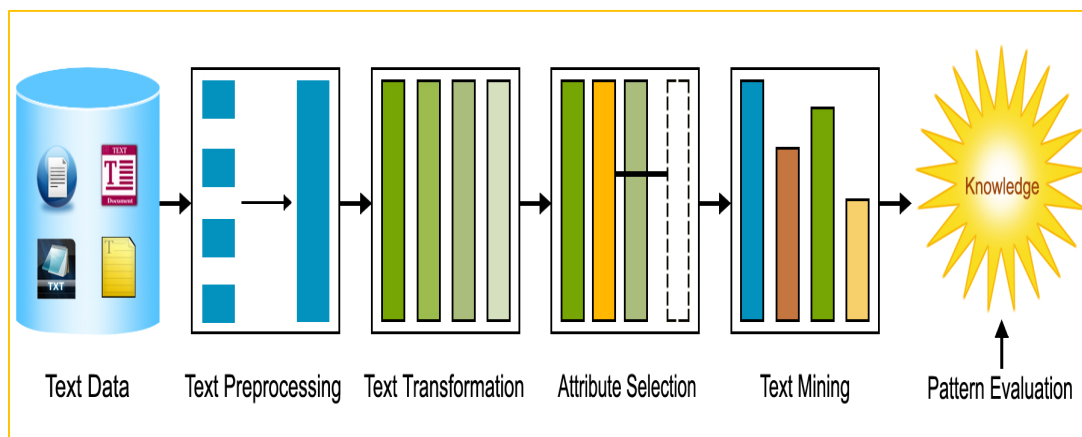 TEXT
T
Document
TXT
T
Knowledge
Text Data
Text Preprocessing
Text Transformation
Attribute Selection
Text Mining
Pattern Evaluation